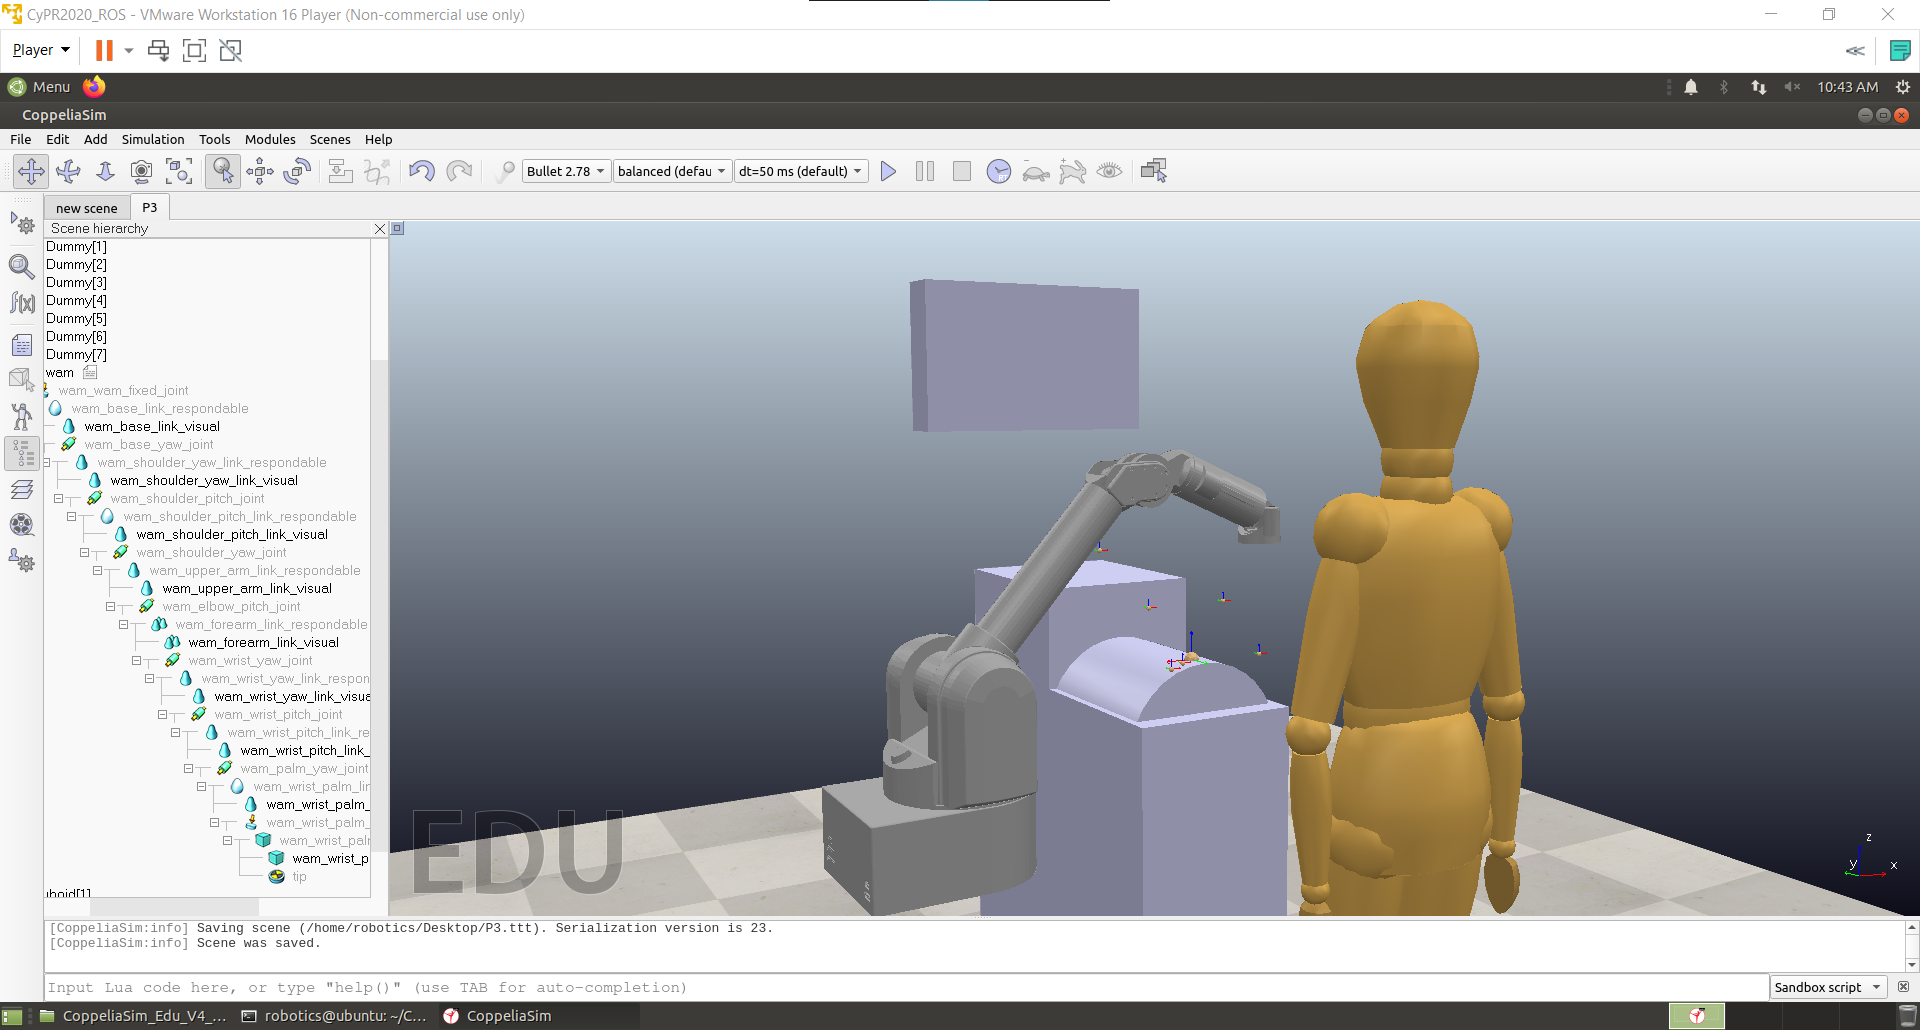 CyPR2020_ROS - VMware Workstation 16 Player (Non-commercial use only)
Player
Menu
10:43 AM
CoppeliaSim
File Edit Add Simulation Tools Modules Scenes Help
Bullet 2.78 balanced (defau dt=50 ms (default)
RT
new scene P3
Scene hierarchy
Dummy[1]
Dummy[2]
Dummy[3]
f(x) Dummy[4]
Dummy[5]
Dummy[6]
Dummy[7]
wam
wam_wam_fixed_joint
wam_base_link_respondable
wam_base_link_visual
wam_base_yaw_joint
wam_shoulder_yaw_link_respondable
wam_shoulder_yaw_link_visual
wam_shoulder_pitch_joint
wam_shoulder_pitch_link_respondable
wam_shoulder_pitch_link_visual
wam_shoulder_yaw_joint
wam_upper_arm_link_respondable
wam_upper_arm_link_visual
wam_elbow_pitch_joint
wam_forearm_link_respondable
wam_forearm_link_visual
wam_wrist_yaw_joint
wam_wrist_yaw_link_respon
wam_wrist_yaw_link_visua
wam_wrist_pitch_joint
wam_wrist_pitch_link_re
wam_wrist_pitch_link_
wam_palm_yaw_joint
wam_wrist_palm_lin
wam_wrist_palm_
wam_wrist_palm_
wam_wrist_pal
wam_wrist_p
tip
uboid[1]
EDU
z
y
x
[CoppeliaSim:info] Saving scene (/home/robotics/Desktop/P3.ttt). Serialization version is 23.
[CoppeliaSim:info] Scene was saved.
Input Lua code here, or type "help()" (use TAB for auto-completion)
Sandbox script
CoppeliaSim_Edu_V4_... robotics@ubuntu: ~/C... CoppeliaSim